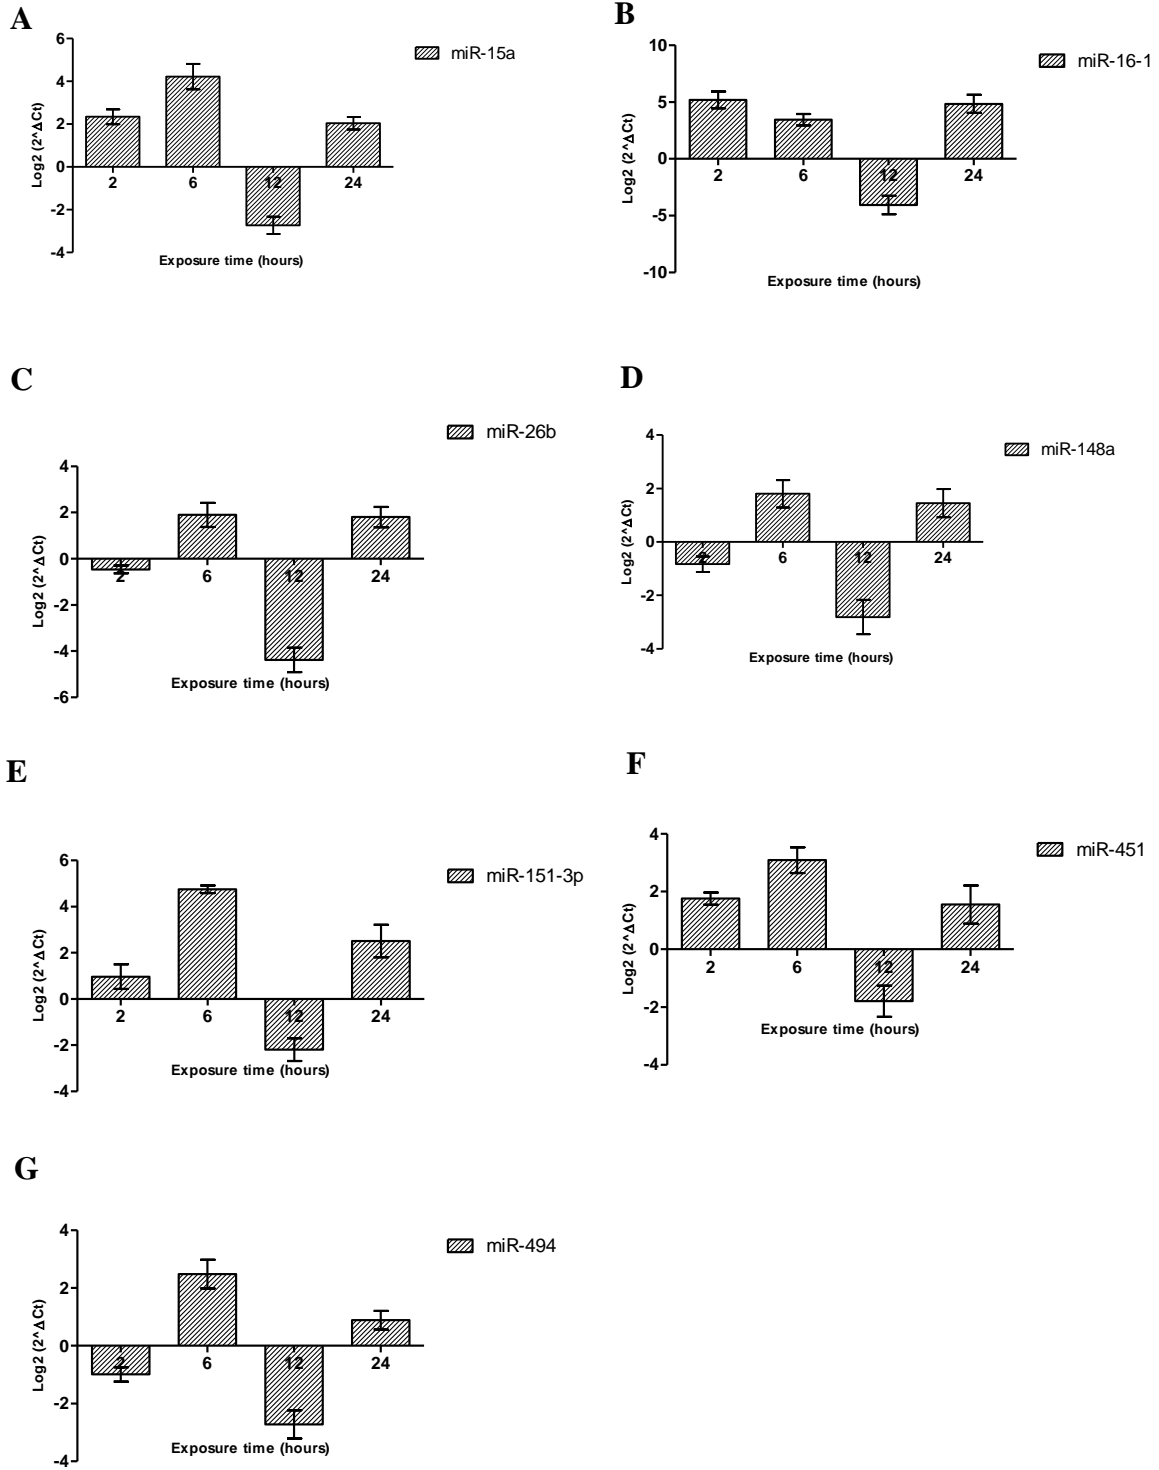 A
6
4
2
0
-2
-4
Log2 (2^ΔCt)
2
6
12
24
Exposure time (hours)
miR-15a
B
10
5
0
-5
-10
Log2 (2^ΔCt)
2
6
12
24
Exposure time (hours)
miR-16-1
C
4
2
0
-2
-4
-6
Log2 (2^ΔCt)
2
6
12
24
Exposure time (hours)
miR-26b
D
4
2
0
-2
-4
Log2 (2^ΔCt)
2
6
12
24
Exposure time (hours)
miR-148a
E
6
4
2
0
-2
-4
Log2 (2^ΔCt)
2
6
12
24
Exposure time (hours)
miR-151-3p
F
4
2
0
-2
-4
Log2 (2^ΔCt)
2
6
12
24
Exposure time (hours)
miR-451
G
4
2
0
-2
-4
Log2 (2^ΔCt)
2
6
12
24
Exposure time (hours)
miR-494